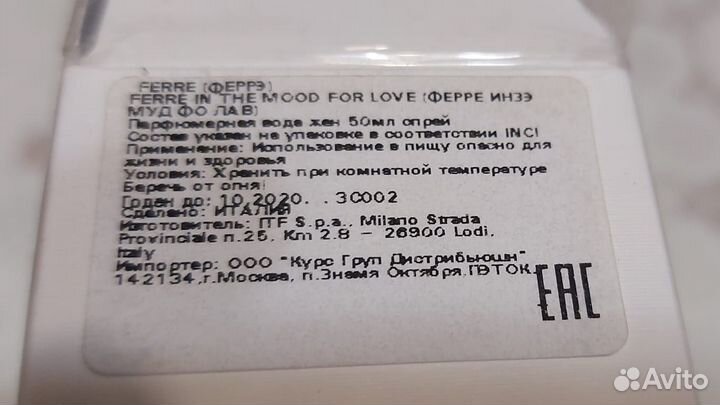 FERRE (ФЕРРЭ)
FERRE IN THE MOOD FOR LOVE (ФЕРРЕ ИНЗЭ
МУД ФО ЛАВ)
Парфюмерная вода жен 50мл спрей
Состав указан на упаковке в соответствии INCI
Применение: Использование в пищу опасно для
жизни и здоровья
Условия: Хранить при комнатной температуре
Беречь от огня!
Годен до: 10.2020. . 3C002
Сделано: ИТАЛИЯ
Изготовитель: ITF S.p.a., Milano Strada
Provinciale n.25, Km 2.8 - 26900 Lodi,
Italy
Импортер: ООО "Курс Груп Дистрибьюшн"
142134,г.Москва, п.Знамя Октября,ПЭТОК,
EAC
Avito